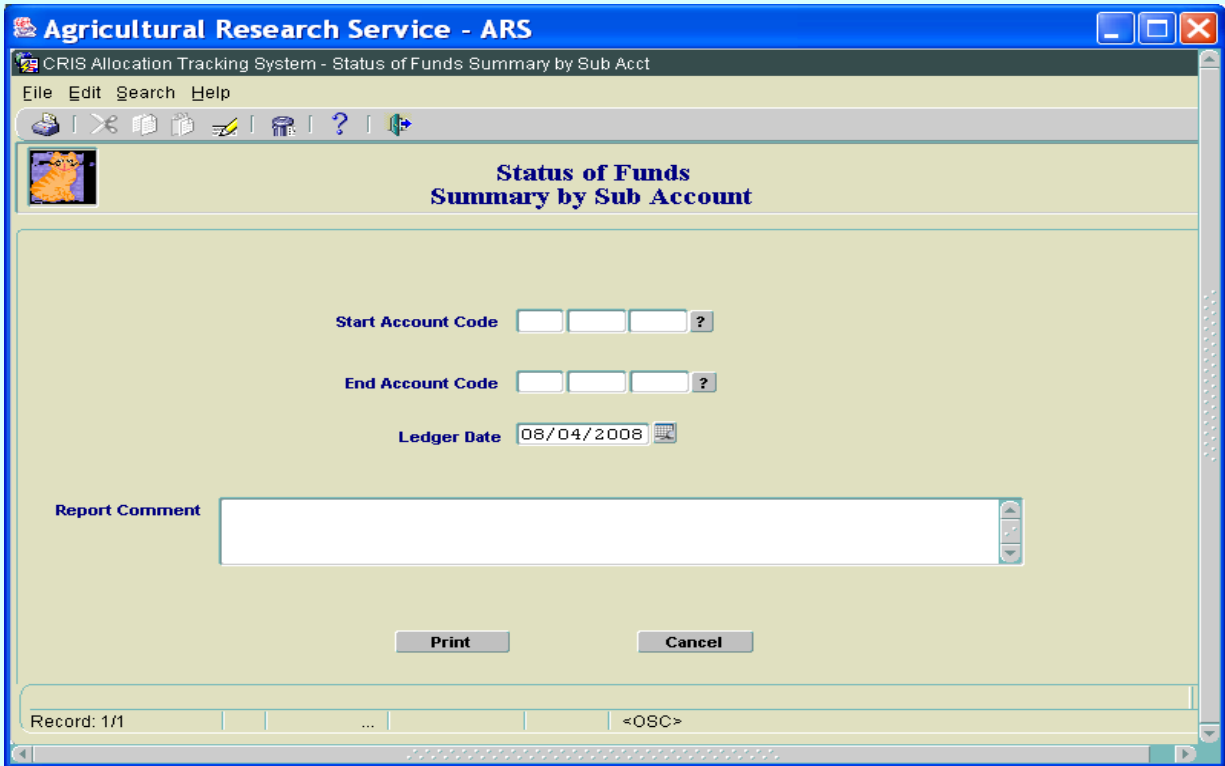 Agricultural Research Service - ARS
CRIS Allocation Tracking System - Status of Funds Summary by Sub Acct
File Edit Search Help
?
Status of Funds
Summary by Sub Account
Start Account Code ?
End Account Code ?
Ledger Date 08/04/2008
Report Comment
Print Cancel
Record: 1/1 ... <OSC>